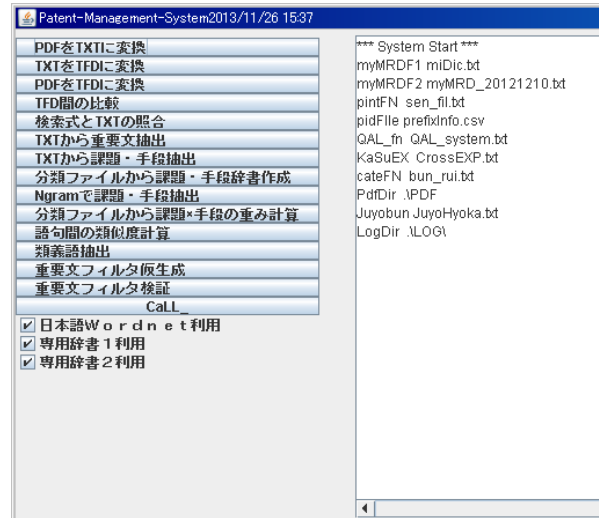 Patent-Management-System2013/11/26 15:37
PDFをTXTに変換
TXTをTFDIに変換
PDFをTFDIに変換
TFD間の比較
検索式とTXTの照合
TXTから重要文抽出
TXTから課題・手段抽出
分類ファイルから課題・手段辞書作成
Ngramで課題・手段抽出
分類ファイルから課題*手段の重み計算
語句間の類似度計算
類義語抽出
重要文フィルタ仮生成
重要文フィルタ検証
CaLL_
日本語Ｗｏｒｄｎｅｔ利用
専用辞書１利用
専用辞書２利用
*** System Start ***
myMRDF1 miDic.txt
myMRDF2 myMRD_20121210.txt
pintFN sen_fil.txt
pidFIle prefixInfo.csv
QAL_fn QAL_system.txt
KaSuEX CrossEXP.txt
cateFN bun_rui.txt
PdfDir .\PDF
Juyobun JuyoHyoka.txt
LogDir .\LOG\